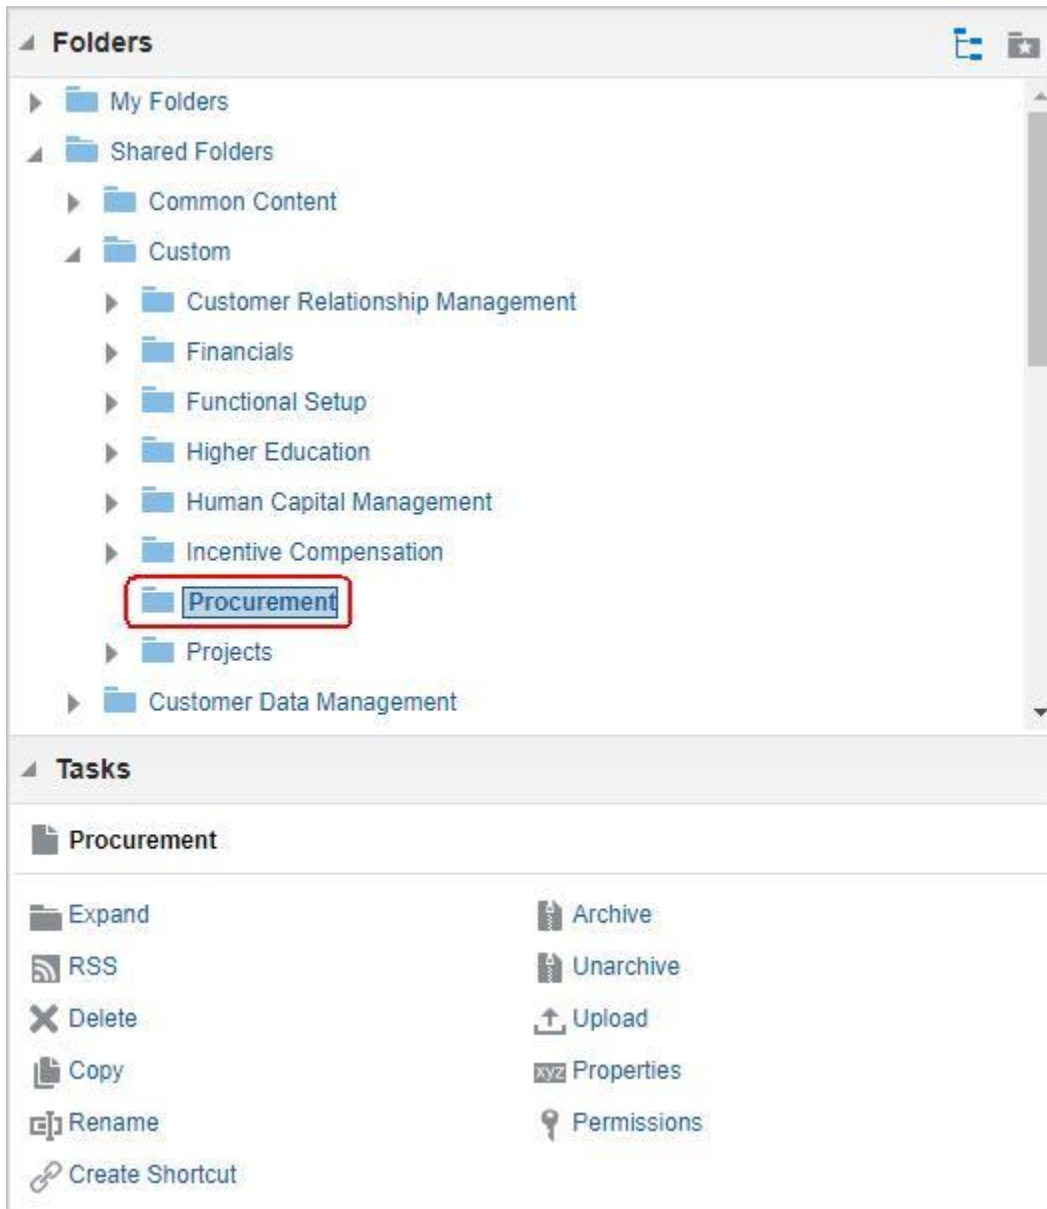 Folders
My Folders
Shared Folders
Common Content
Custom
Customer Relationship Management
Financials
Functional Setup
Higher Education
Human Capital Management
Incentive Compensation
Procurement
Projects
Customer Data Management
Tasks
Procurement
Expand
Archive
RSS
Unarchive
Delete
Upload
Copy
xyz Properties
Rename
Permissions
Create Shortcut